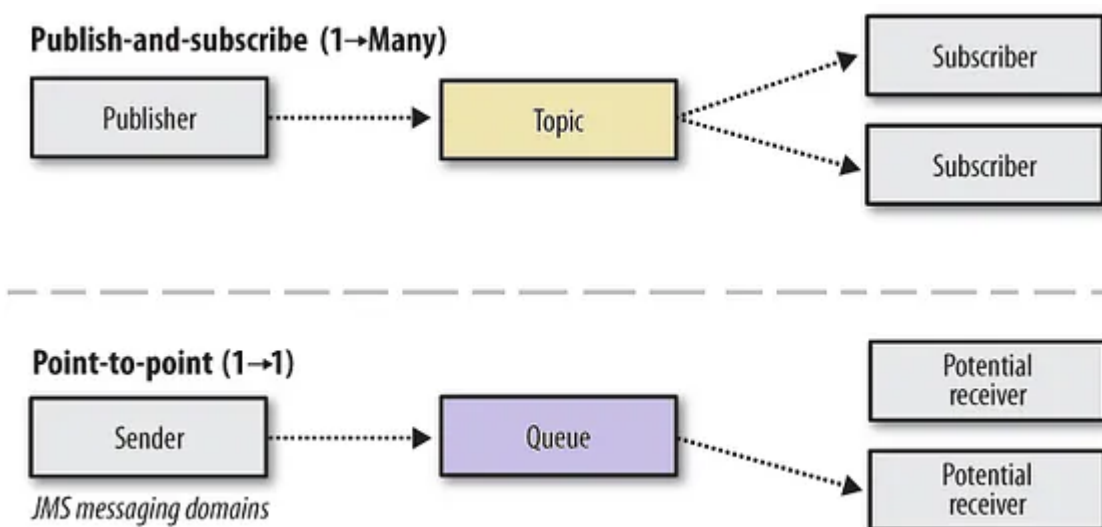 Publish-and-subscribe (1→Many)
Publisher
Topic
Subscriber
Subscriber
Point-to-point (1→1)
Sender
Queue
Potential
receiver
Potential
receiver
JMS messaging domains